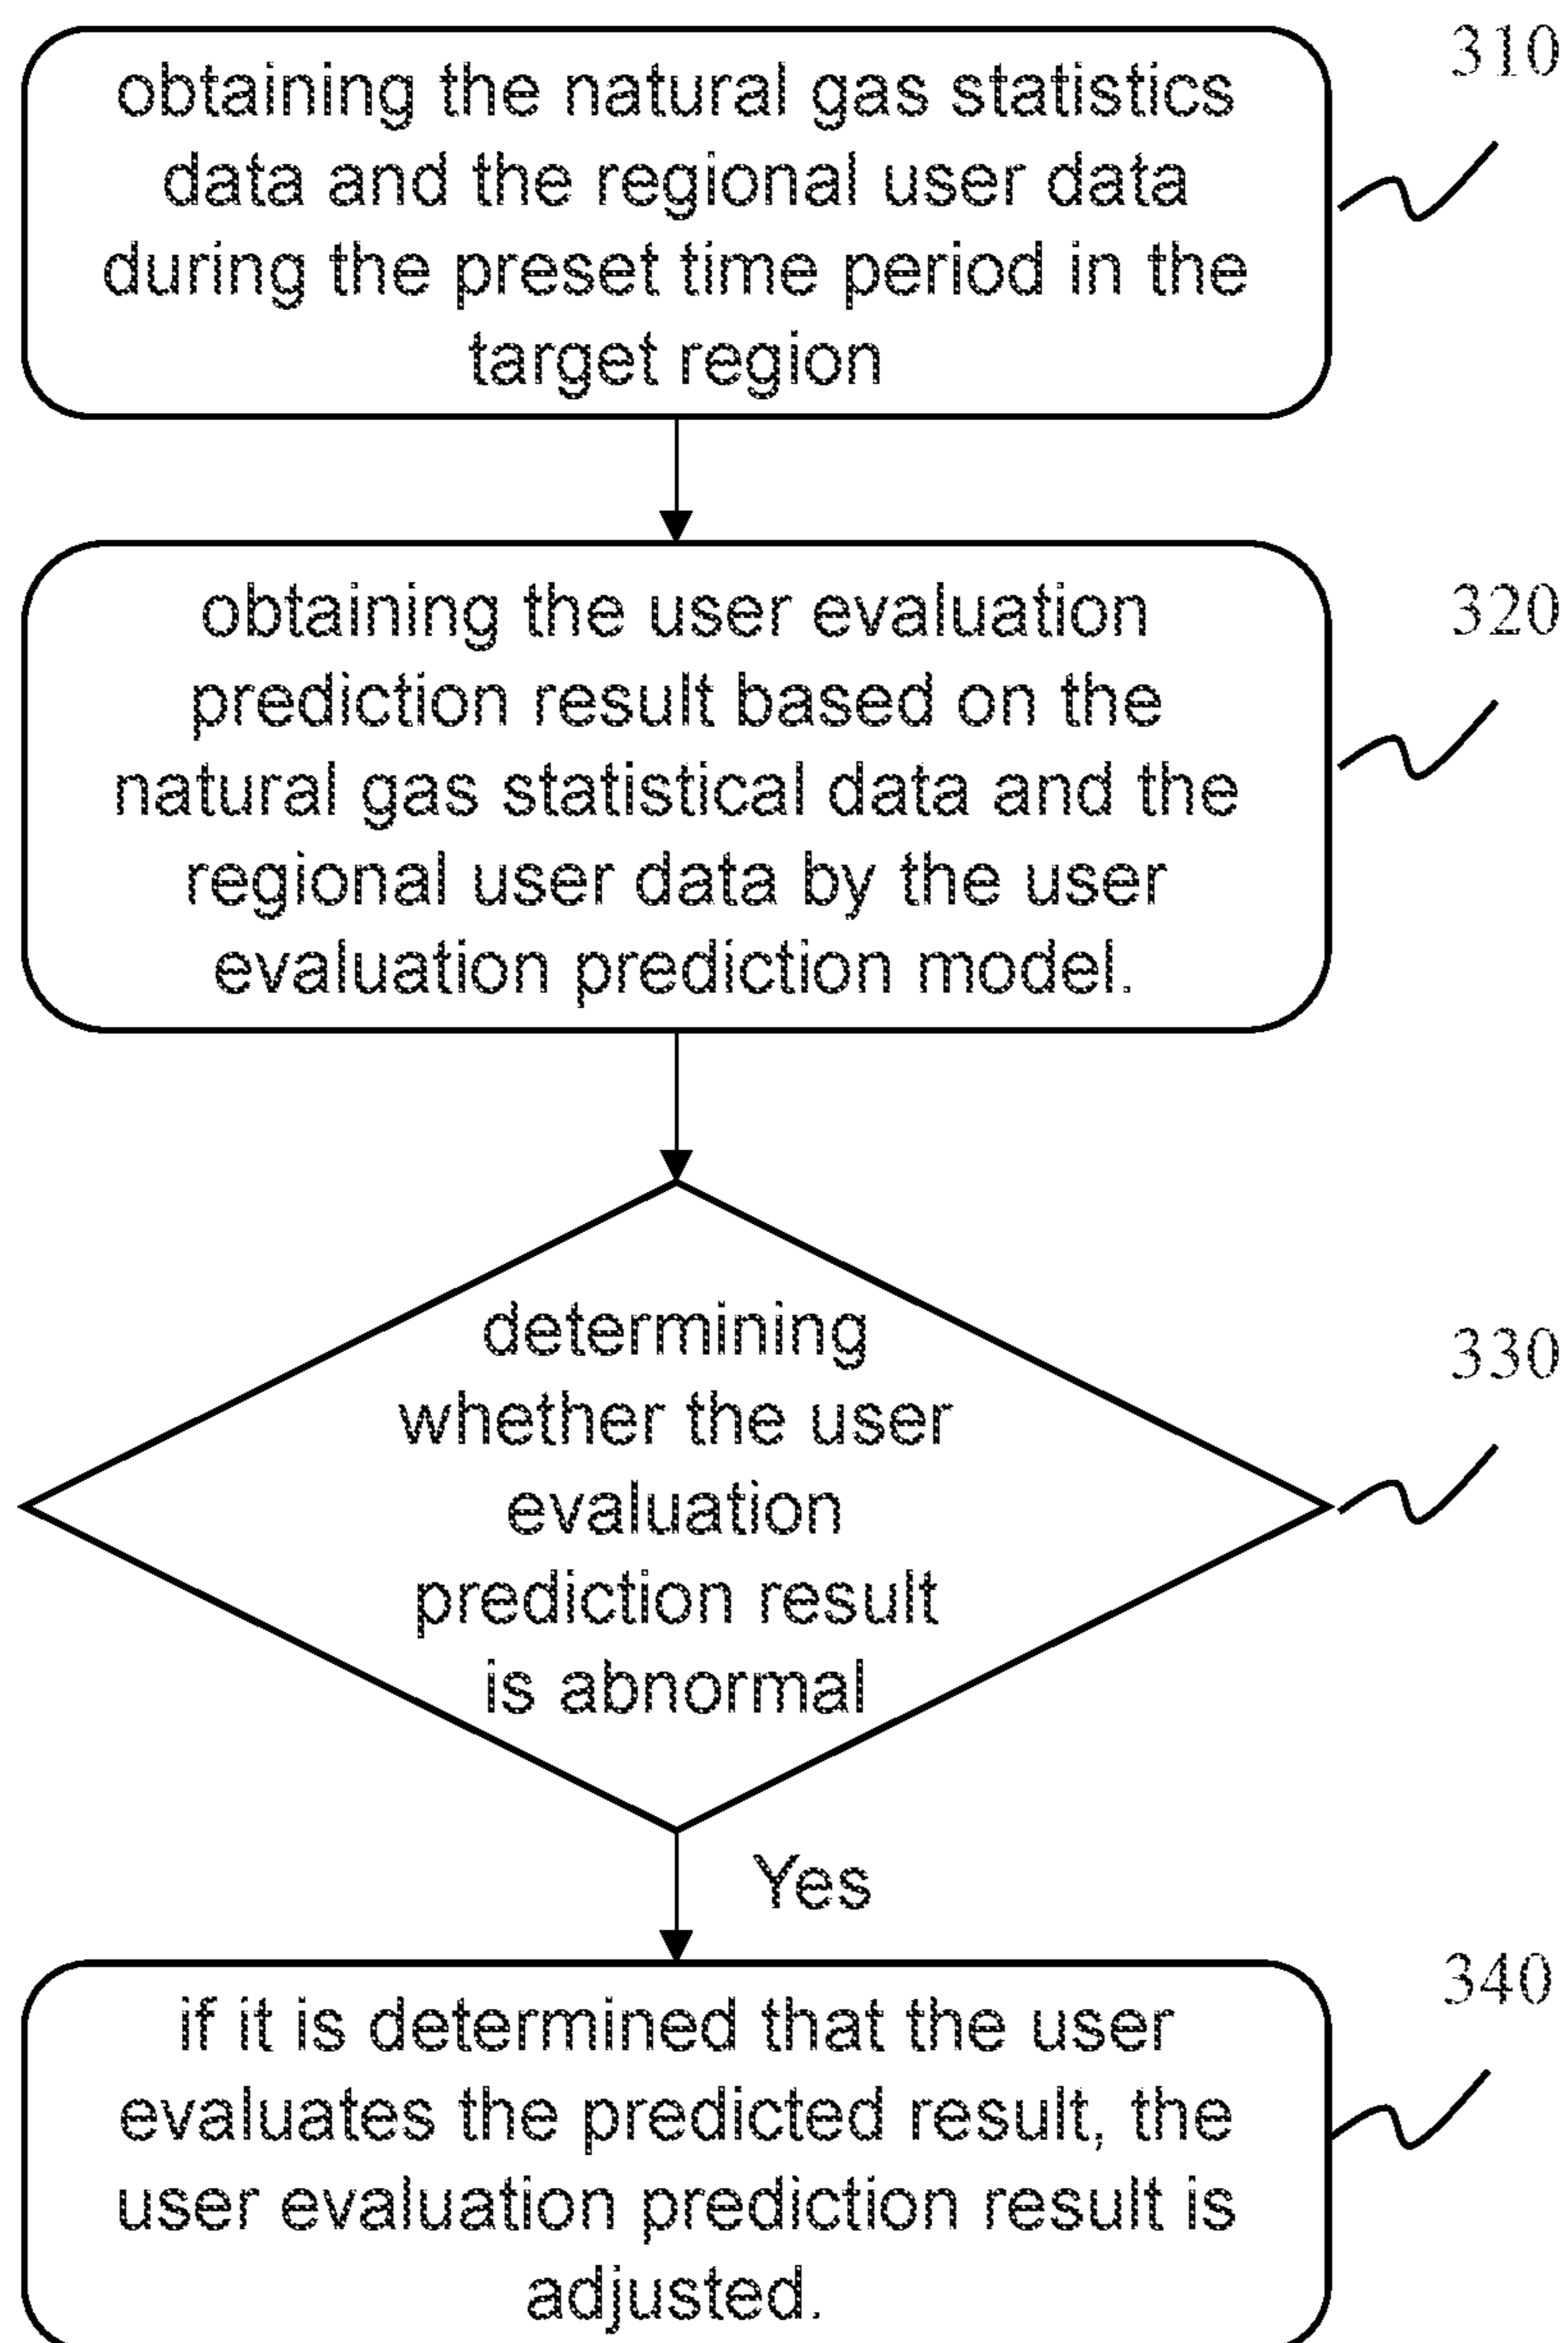 310
obtaining the natural gas statistics
data and the regional user data
during the preset time period in the
target region
320
obtaining the user evaluation
prediction result based on the
natural gas statistical data and the
regional user data by the user
evaluation prediction model.
330
determining
whether the user
evaluation
prediction result
is abnormal
Yes
340
if it is determined that the user
evaluates the predicted result, the
user evaluation prediction result is
adjusted.